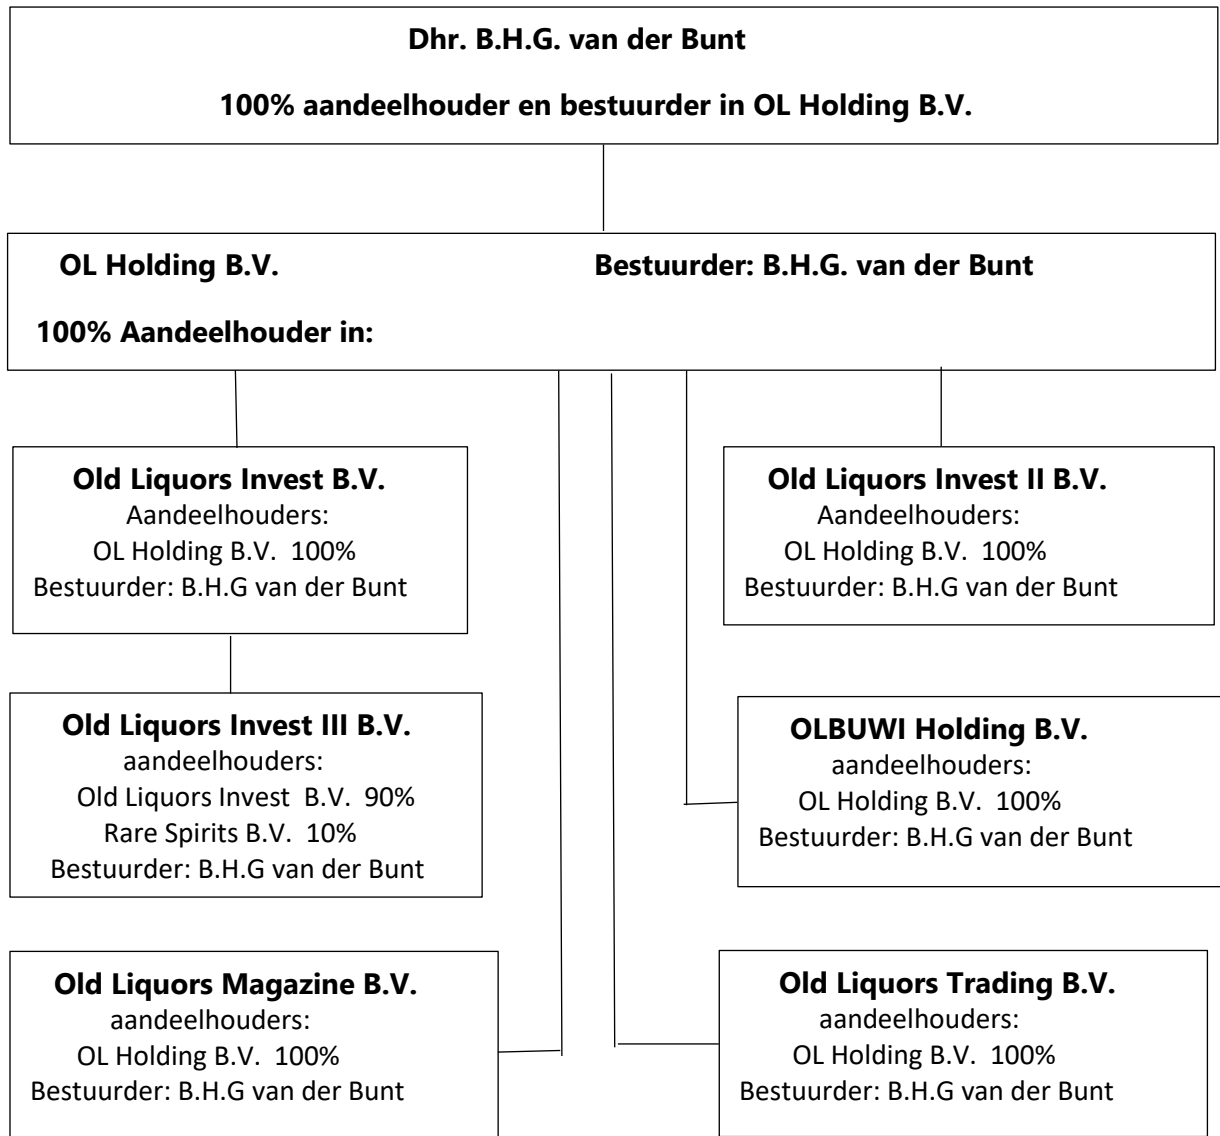 Dhr. B.H.G. van der Bunt
100% aandeelhouder en bestuurder in OL Holding B.V.
OL Holding B.V. Bestuurder: B.H.G. van der Bunt
100% Aandeelhouder in:
Old Liquors Invest B.V.
Aandeelhouders:
OL Holding B.V. 100%
Bestuurder: B.H.G van der Bunt
Old Liquors Invest II B.V.
Aandeelhouders:
OL Holding B.V. 100%
Bestuurder: B.H.G van der Bunt
Old Liquors Invest III B.V.
aandeelhouders:
Old Liquors Invest B.V. 90%
Rare Spirits B.V. 10%
Bestuurder: B.H.G van der Bunt
OLBUWI Holding B.V.
aandeelhouders:
OL Holding B.V. 100%
Bestuurder: B.H.G van der Bunt
Old Liquors Magazine B.V.
aandeelhouders:
OL Holding B.V. 100%
Bestuurder: B.H.G van der Bunt
Old Liquors Trading B.V.
aandeelhouders:
OL Holding B.V. 100%
Bestuurder: B.H.G van der Bunt